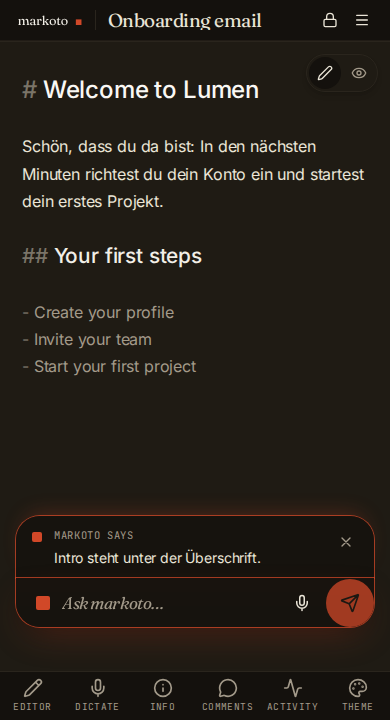 markoto
Onboarding email
# Welcome to Lumen
Schön, dass du da bist: In den nächsten
Minuten richtest du dein Konto ein und startest
dein erstes Projekt.
## Your first steps
- Create your profile
- Invite your team
- Start your first project
MARKOTO SAYS
Intro steht unter der Überschrift.
Ask markoto...
EDITOR DICTATE INFO COMMENTS ACTIVITY THEME